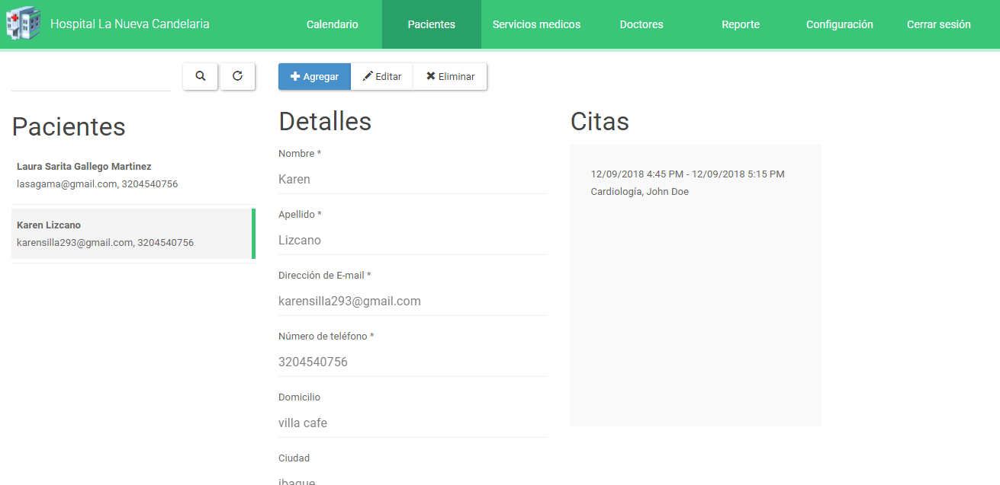 Hospital La Nueva Candelaria
Calendario
Pacientes
Servicios medicos
Doctores
Reporte
Configuración
Cerrar sesión
Agregar
Editar
Eliminar
Pacientes
Laura Sarita Gallego Martinez
lasagama@gmail.com, 3204540756
Karen Lizcano
karensilla293@gmail.com, 3204540756
Detalles
Nombre *
Karen
Apellido *
Lizcano
Dirección de E-mail *
karensilla293@gmail.com
Número de teléfono *
3204540756
Domicilio
villa cafe
Ciudad
ibague
Citas
12/09/2018 4:45 PM - 12/09/2018 5:15 PM
Cardiología, John Doe